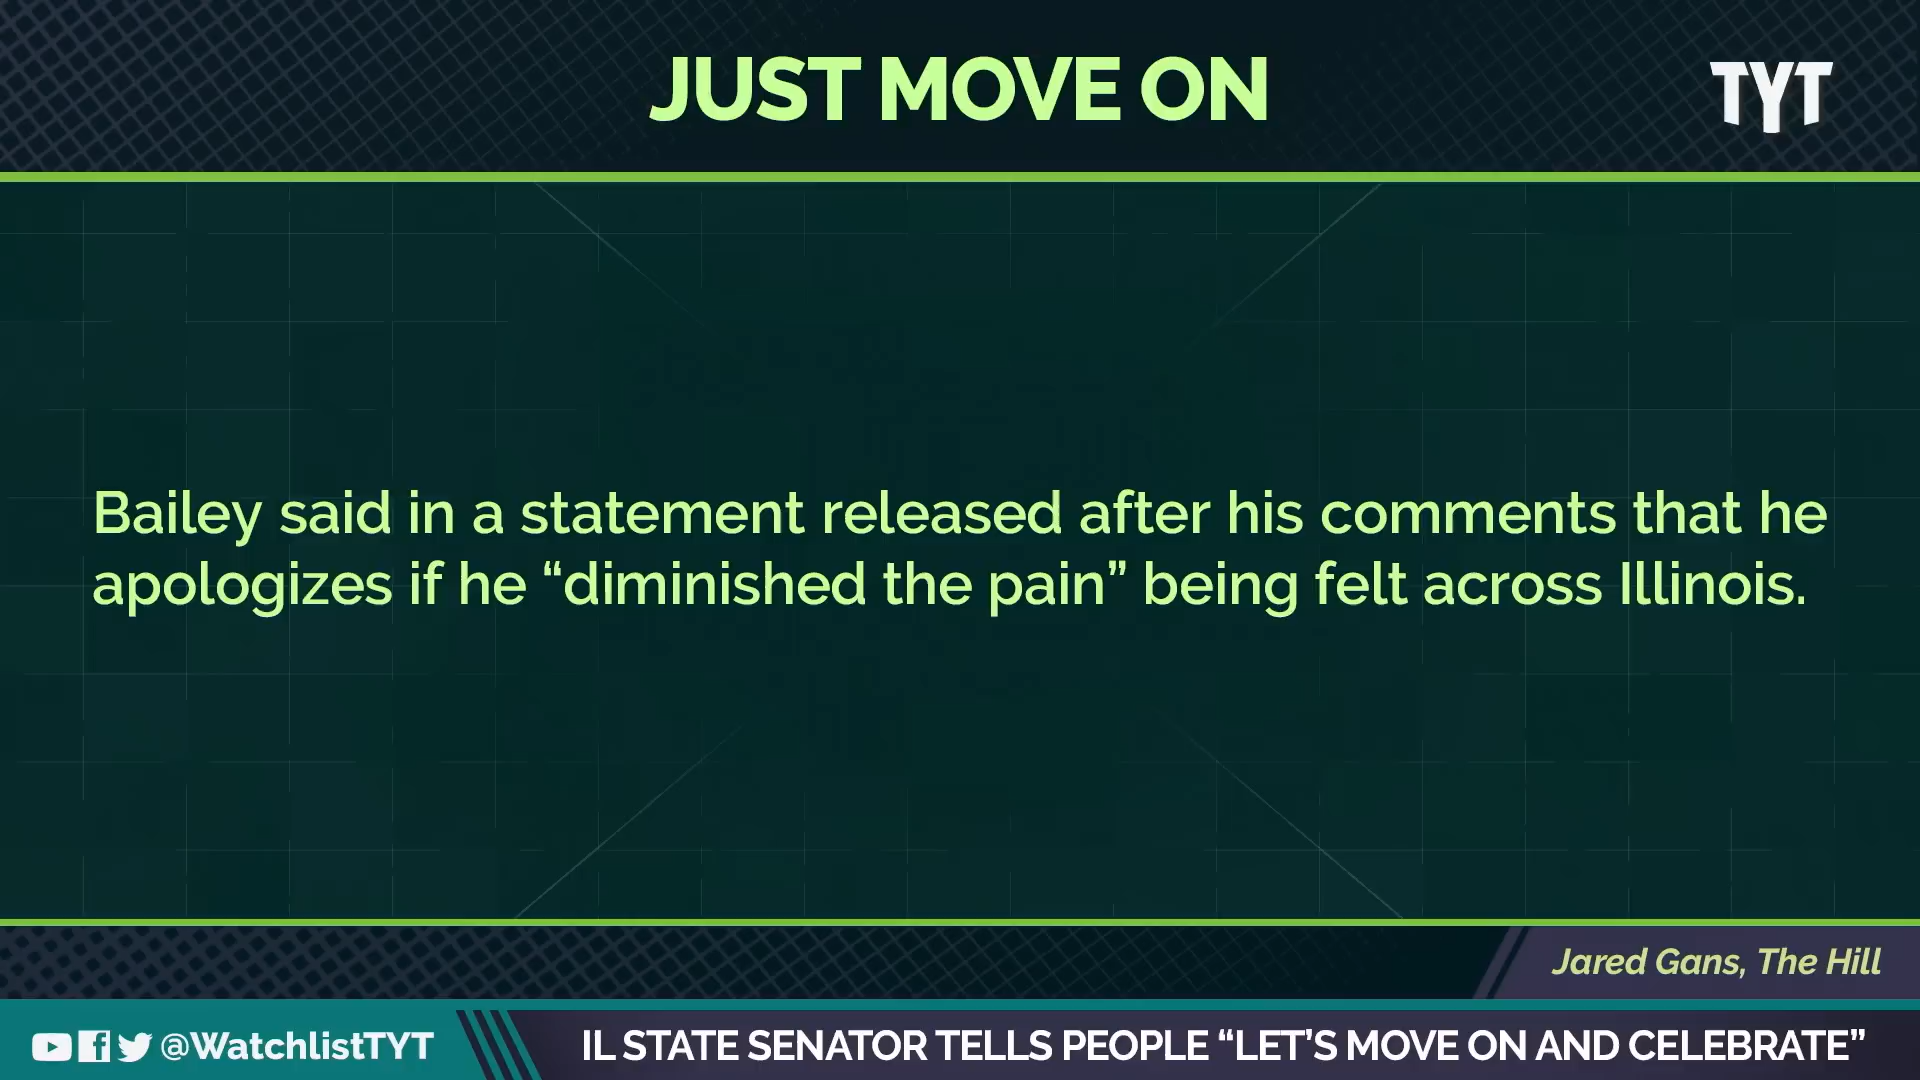 JUST MOVE ON
TYT
Bailey said in a statement released after his comments that he
apologizes if he “diminished the pain” being felt across Illinois.
Jared Gans, The Hill
@WatchlistTYT
IL STATE SENATOR TELLS PEOPLE “LET’S MOVE ON AND CELEBRATE”